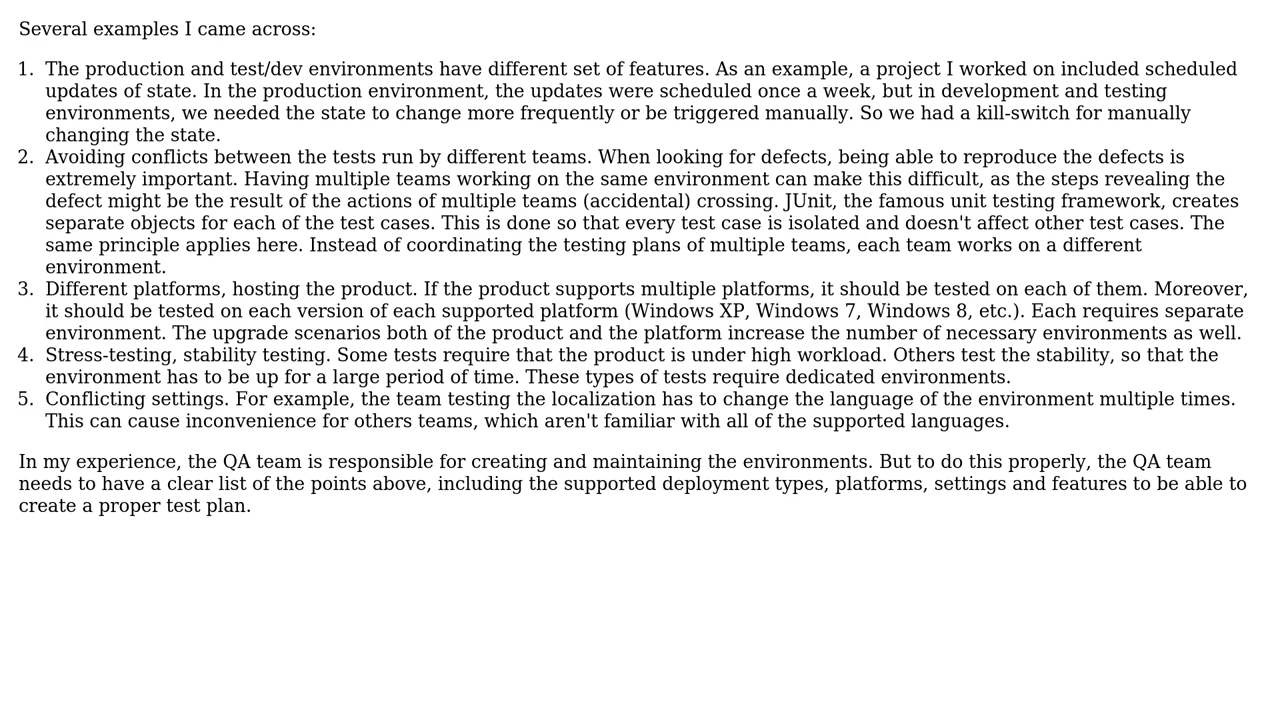 Several examples I came across:
1. The production and test/dev environments have different set of features. As an example, a project I worked on included scheduled
updates of state. In the production environment, the updates were scheduled once a week, but in development and testing
environments, we needed the state to change more frequently or be triggered manually. So we had a kill-switch for manually
changing the state.
2. Avoiding conflicts between the tests run by different teams. When looking for defects, being able to reproduce the defects is
extremely important. Having multiple teams working on the same environment can make this difficult, as the steps revealing the
defect might be the result of the actions of multiple teams (accidental) crossing. JUnit, the famous unit testing framework, creates
separate objects for each of the test cases. This is done so that every test case is isolated and doesn't affect other test cases. The
same principle applies here. Instead of coordinating the testing plans of multiple teams, each team works on a different
environment.
3. Different platforms, hosting the product. If the product supports multiple platforms, it should be tested on each of them. Moreover,
it should be tested on each version of each supported platform (Windows XP, Windows 7, Windows 8, etc.). Each requires separate
environment. The upgrade scenarios both of the product and the platform increase the number of necessary environments as well.
4. Stress-testing, stability testing. Some tests require that the product is under high workload. Others test the stability, so that the
environment has to be up for a large period of time. These types of tests require dedicated environments.
5. Conflicting settings. For example, the team testing the localization has to change the language of the environment multiple times.
This can cause inconvenience for others teams, which aren't familiar with all of the supported languages.
In my experience, the QA team is responsible for creating and maintaining the environments. But to do this properly, the QA team
needs to have a clear list of the points above, including the supported deployment types, platforms, settings and features to be able to
create a proper test plan.